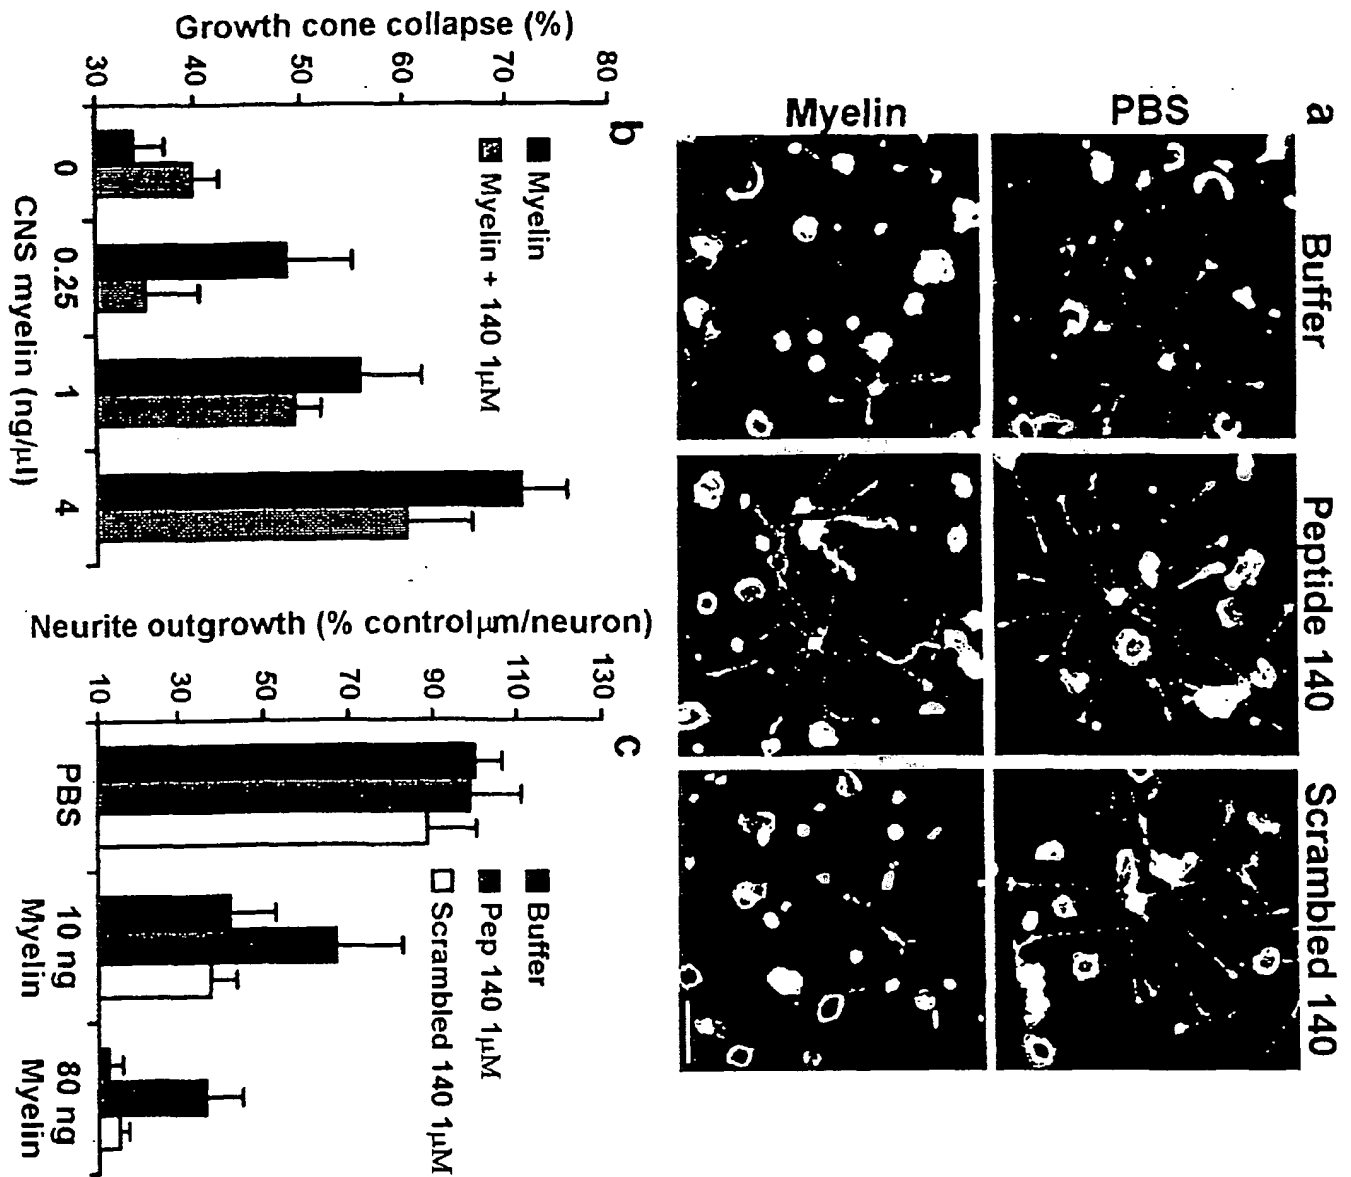 a
Buffer
Peptide 140
Scrambled 140
PBS
Myelin
b
Growth cone collapse (%)
80
70
60
50
40
30
Myelin
Myelin + 140 1μM
0
0.25
1
4
CNS myelin (ng/μl)
c
Neurite outgrowth (% controlμm/neuron)
130
110
90
70
50
30
10
Buffer
Pep 140 1μM
Scrambled 140 1μM
PBS
10 ng
Myelin
80 ng
Myelin